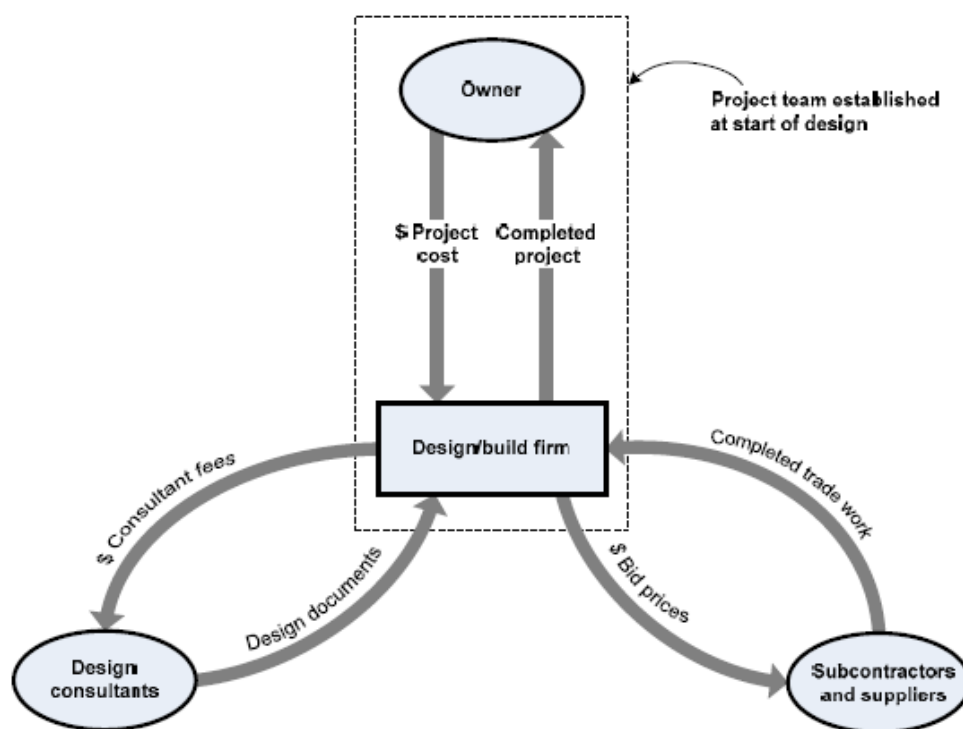 Owner
Project team established
at start of design
$ Project
cost
Completed
project
Design/build firm
$ Consultant fees
Design documents
Completed trade work
$ Bid prices
Design
consultants
Subcontractors
and suppliers